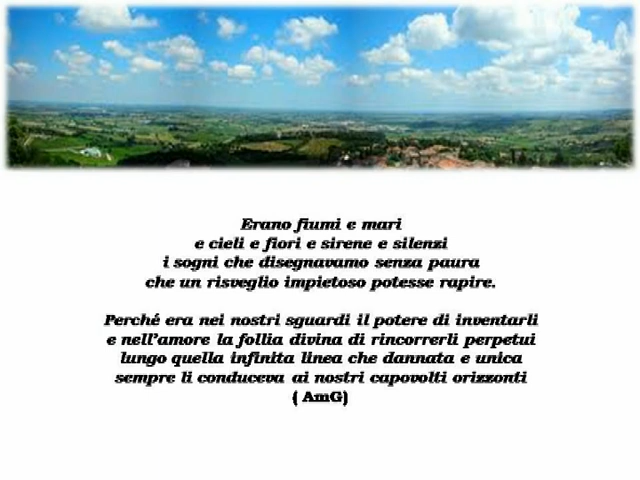 Erano fiumi e mari
e cieli e fiori e sirene e silenzi
i sogni che disegnavamo senza paura
che un risveglio impietoso potesse rapire.
Perché era nei nostri sguardi il potere di inventarli
e nell'amore la follia divina di rincorrerli perpetui
lungo quella infinita linea che dannata e unica
sempre li conduceva ai nostri capovolti orizzonti
( AmG)